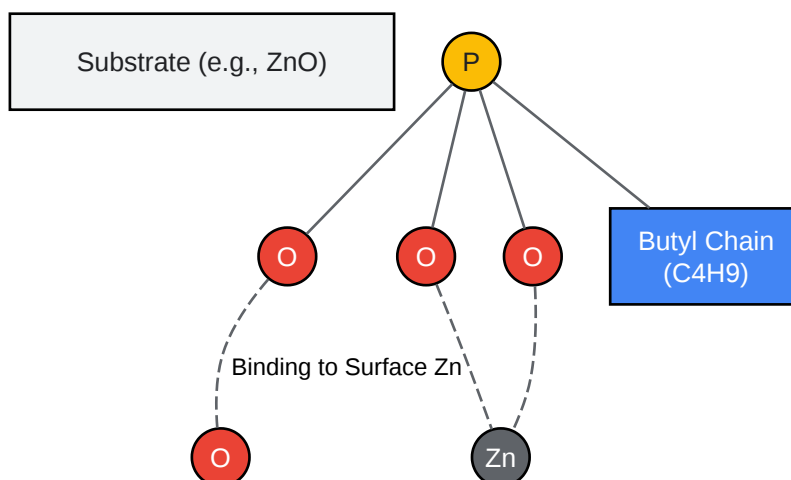 Substrate (e.g., ZnO)
P
O
O
O
Butyl Chain
(C4H9)
Binding to Surface Zn
O
Zn